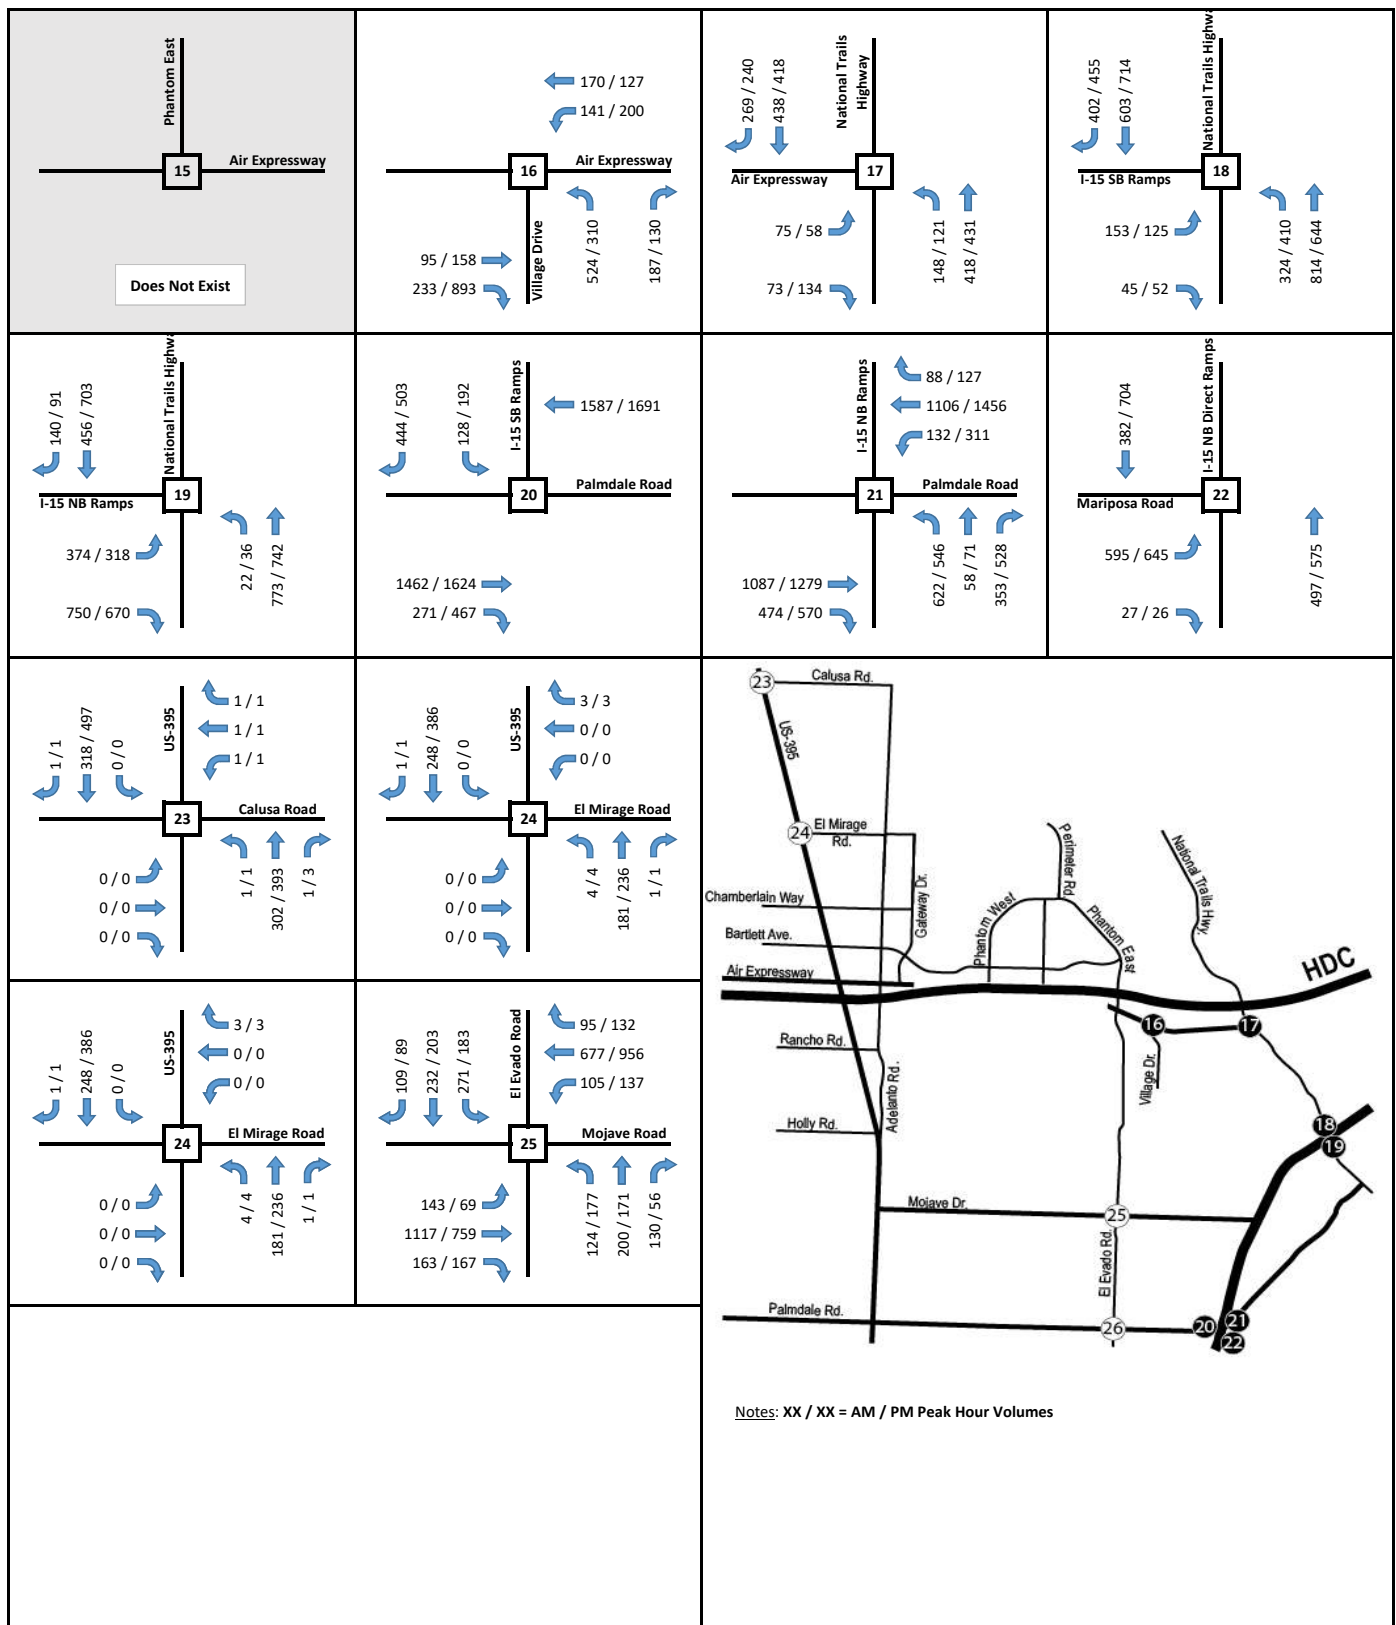 Phantom East
Air Expressway
15
Does Not Exist
170 / 127
141 / 200
Air Expressway
16
Village Drive
95 / 158
233 / 893
524 / 310
187 / 130
269 / 240
438 / 418
National Trails
Highway
Air Expressway
17
75 / 58
73 / 134
148 / 121
418 / 431
402 / 455
603 / 714
National Trails Highw
I-15 SB Ramps
18
153 / 125
45 / 52
324 / 410
814 / 644
140 / 91
456 / 703
National Trails Highw
I-15 NB Ramps
19
374 / 318
750 / 670
22 / 36
773 / 742
444 / 503
128 / 192
I-15 SB Ramps
1587 / 1691
Palmdale Road
20
1462 / 1624
271 / 467
I-15 NB Ramps
88 / 127
1106 / 1456
132 / 311
Palmdale Road
21
1087 / 1279
474 / 570
622 / 546
58 / 71
353 / 528
382 / 704
I-15 NB Direct Ramps
Mariposa Road
22
595 / 645
27 / 26
497 / 575
1 / 1
318 / 497
0 / 0
US-395
1 / 1
1 / 1
1 / 1
Calusa Road
23
0 / 0
0 / 0
0 / 0
1 / 1
302 / 393
1 / 3
1 / 1
248 / 386
0 / 0
US-395
3 / 3
0 / 0
0 / 0
El Mirage Road
24
0 / 0
0 / 0
0 / 0
4 / 4
181 / 236
1 / 1
1 / 1
248 / 386
0 / 0
US-395
3 / 3
0 / 0
0 / 0
El Mirage Road
24
0 / 0
0 / 0
0 / 0
4 / 4
181 / 236
1 / 1
109 / 89
232 / 203
271 / 183
El Evado Road
95 / 132
677 / 956
105 / 137
Mojave Road
25
143 / 69
1117 / 759
163 / 167
124 / 177
200 / 171
130 / 56
23
Calusa Rd.
US-395
24
El Mirage
Rd.
Perimeter Rd
National Trails Hwy.
Chamberlain Way
Gateway Dr.
Phantom West
Phantom East
Bartlett Ave.
Air Expressway
HDC
16
17
Rancho Rd.
Village Dr.
Adelanto Rd.
Holly Rd.
18
19
Mojave Dr.
25
El Evado Rd.
Palmdale Rd.
26
20
21
22
Notes: XX / XX = AM / PM Peak Hour Volumes